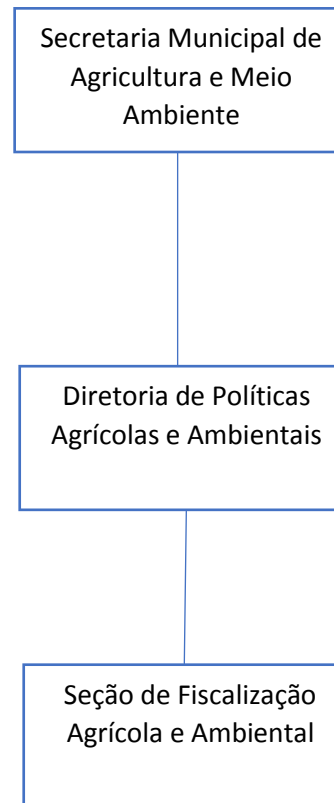 Secretaria Municipal de
Agricultura e Meio
Ambiente
Diretoria de Políticas
Agrícolas e Ambientais
Seção de Fiscalização
Agrícola e Ambiental